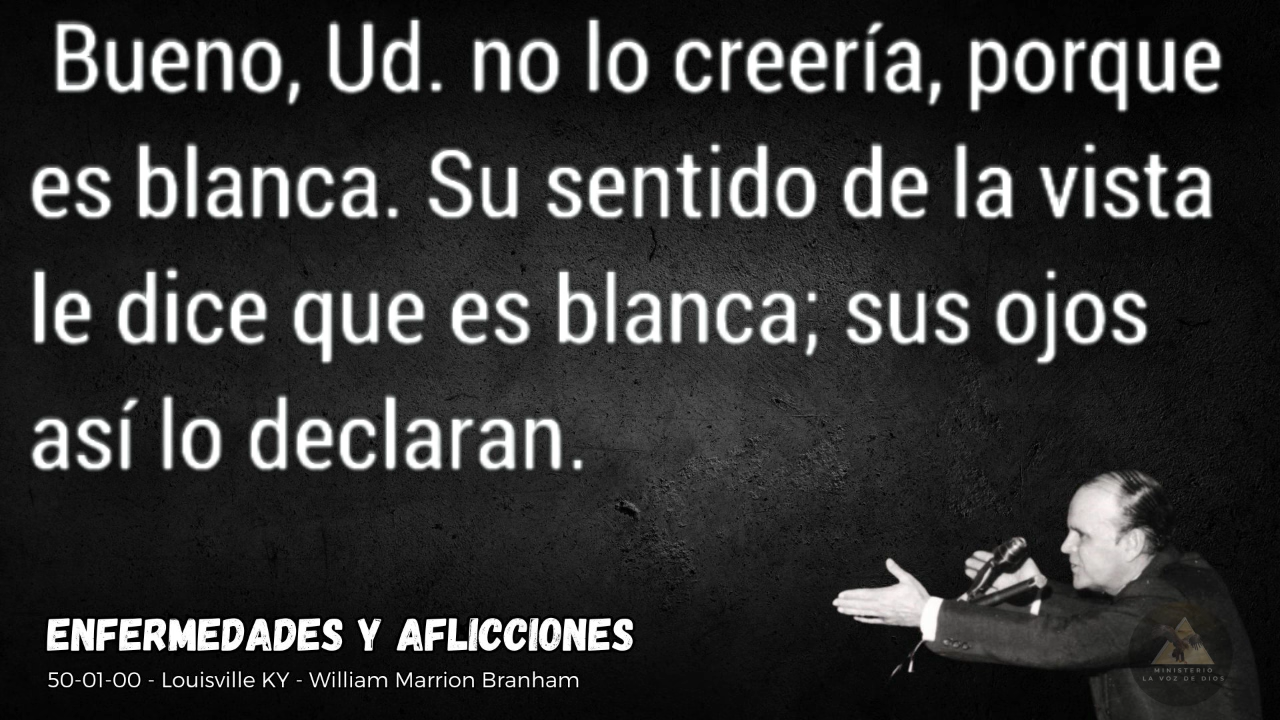 Bueno, Ud. no lo creería, porque
es blanca. Su sentido de la vista
le dice que es blanca; sus ojos
así lo declaran.
ENFERMEDADES Y AFLICCIONES
50-01-00 - Louisville KY - William Marrion Branham
MINISTERIO
LA VOZ DE DIOS